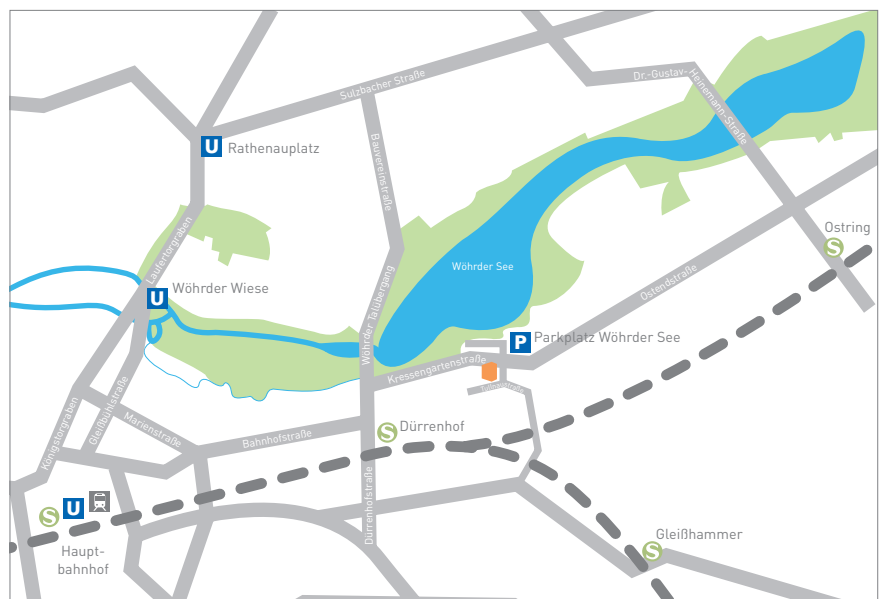 Sulzbacher Straße
Dr.-Gustav-
Heinemann-Straße
Bauvereinstraße
U
Rathenauplatz
Laufertorgraben
Ostring
S
Wöhrder See
Ostendstraße
U
Wöhrder Wiese
Wöhrder Talübergang
P
Parkplatz Wöhrder See
Kressengartenstraße
Königstorgraben
Gleißbühlstraße
Marienstraße
Bahnhofstraße
S
Dürrenhof
Dürrenhofstraße
S
U
Haupt-
bahnhof
S
Gleißhammer